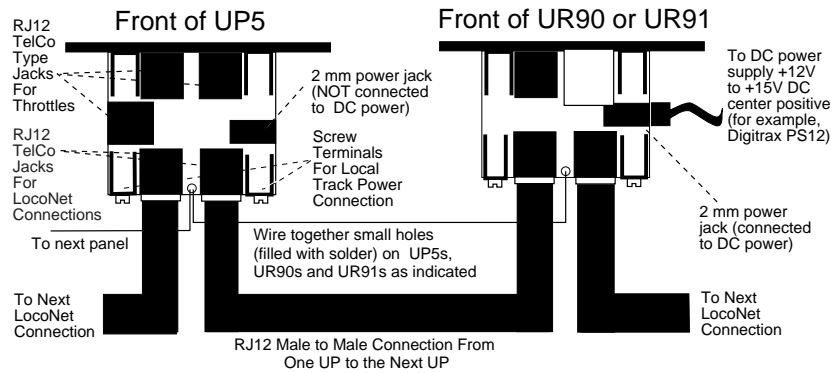 Front of UP5
Front of UR90 or UR91
RJ12
TelCo
Type
Jacks
For
Throttles
RJ12
TelCo
Jacks
For
LocoNet
Connections
2 mm power jack
(NOT connected
to DC power)
Screw
Terminals
For Local
Track Power
Connection
To DC power
supply +12V
to +15V DC
center positive
(for example,
Digitrax PS12)
2 mm power
jack (connected
to DC power)
To next panel
Wire together small holes
(filled with solder) on UP5s,
UR90s and UR91s as indicated
To Next
LocoNet
Connection
To Next
LocoNet
Connection
RJ12 Male to Male Connection From
One UP to the Next UP